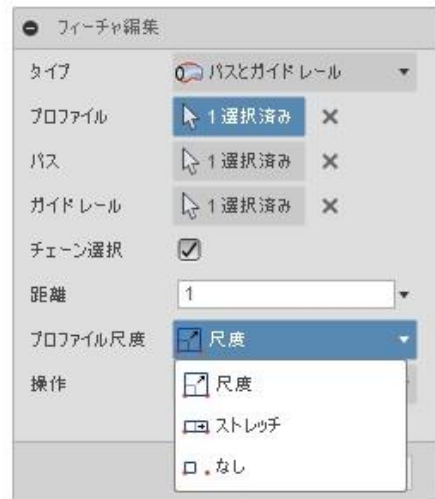 フィーチャ編集
タイプ パスとガイド レール
プロファイル 1 選択済み
パス 1 選択済み
ガイド レール 1 選択済み
チェーン選択
距離 1
プロファイル尺度 尺度
操作 尺度
ストレッチ
なし